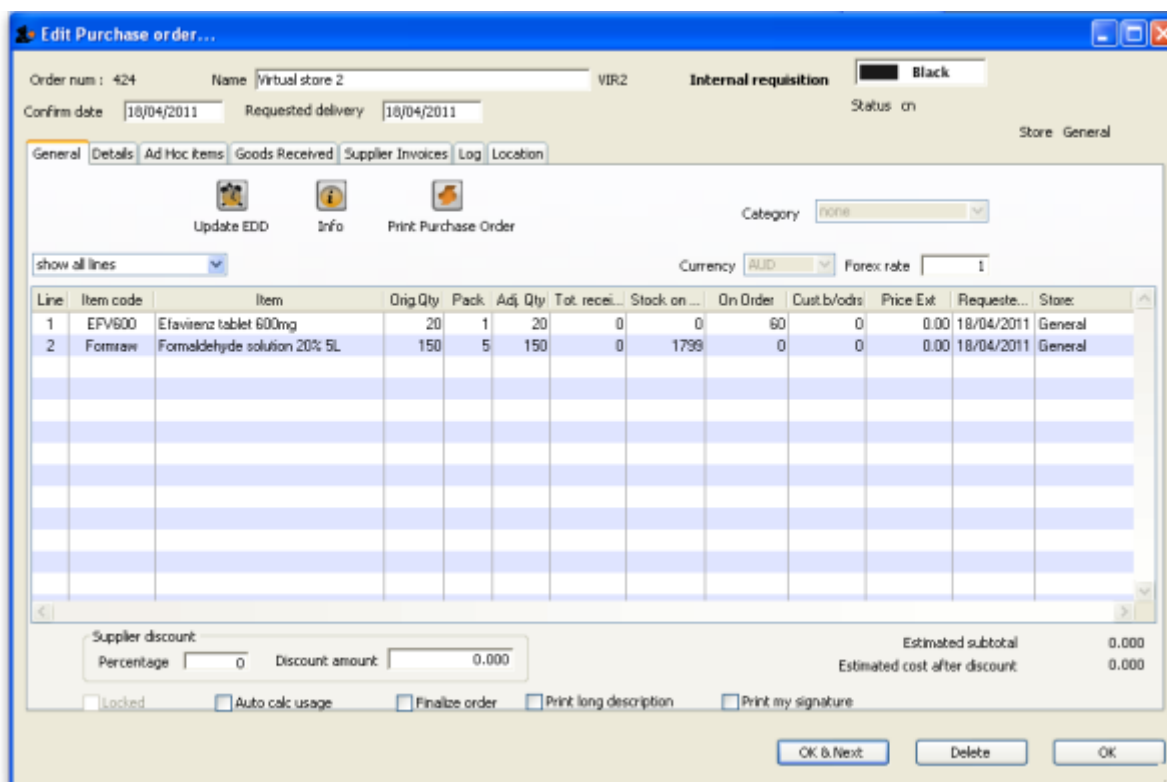 Edit Purchase order...
Order num : 424 Name Virtual store 2 VIR2 Internal requisition Black
Confirm date 18/04/2011 Requested delivery 18/04/2011 Status cn
Store General
General Details Ad Hoc items Goods Received Supplier Invoices Log Location
Update EDD Info Print Purchase Order Category none
show all lines Currency AUD Forex rate 1
Line Item code Item Orig.Qty Pack Adj. Qty Tot. recei... Stock on ... On Order Cust.b/odrs Price Ext Requeste... Store:
1 EFV600 Efavirenz tablet 600mg 20 1 20 0 0 60 0 0.00 18/04/2011 General
2 Formraw Formaldehyde solution 20% 5L 150 5 150 0 1799 0 0 0.00 18/04/2011 General
Supplier discount Estimated subtotal 0.000
Percentage 0 Discount amount 0.000 Estimated cost after discount 0.000
Locked Auto calc usage Finalize order Print long description Print my signature
OK & Next Delete OK